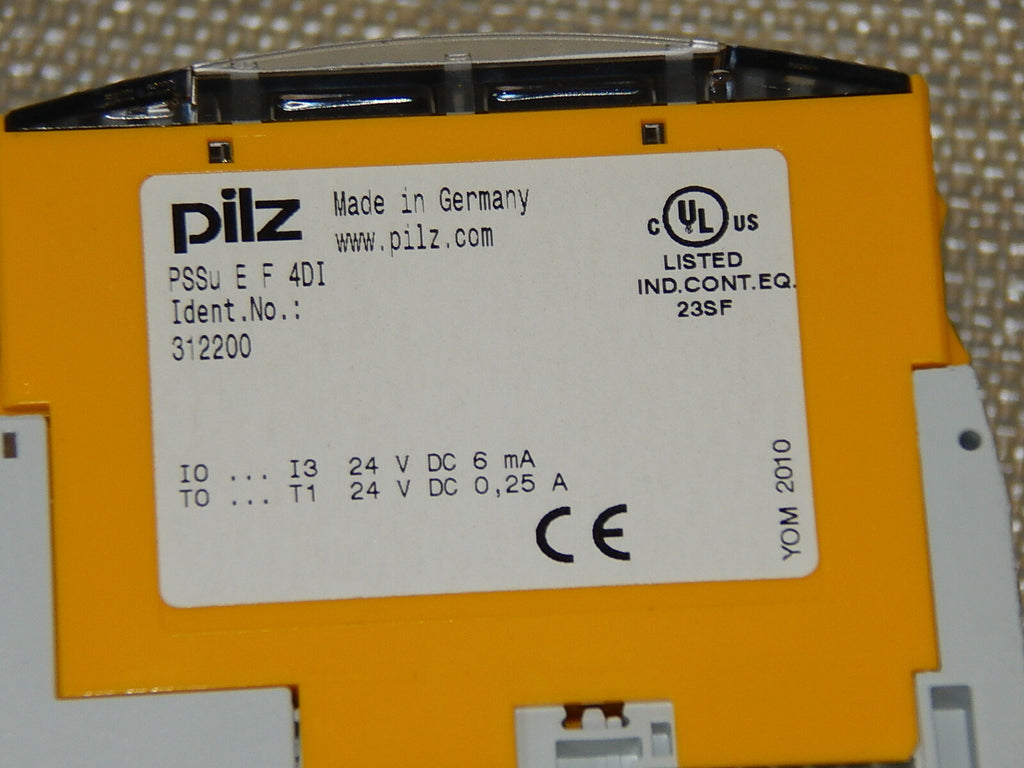 pilz
Made in Germany
www.pilz.com
PSSu E F 4DI
Ident.No.:
312200
C UL US
LISTED
IND.CONT.EQ.
23SF
I0 ... I3 24 V DC 6 mA
T0 ... T1 24 V DC 0,25 A
CE
YOM 2010